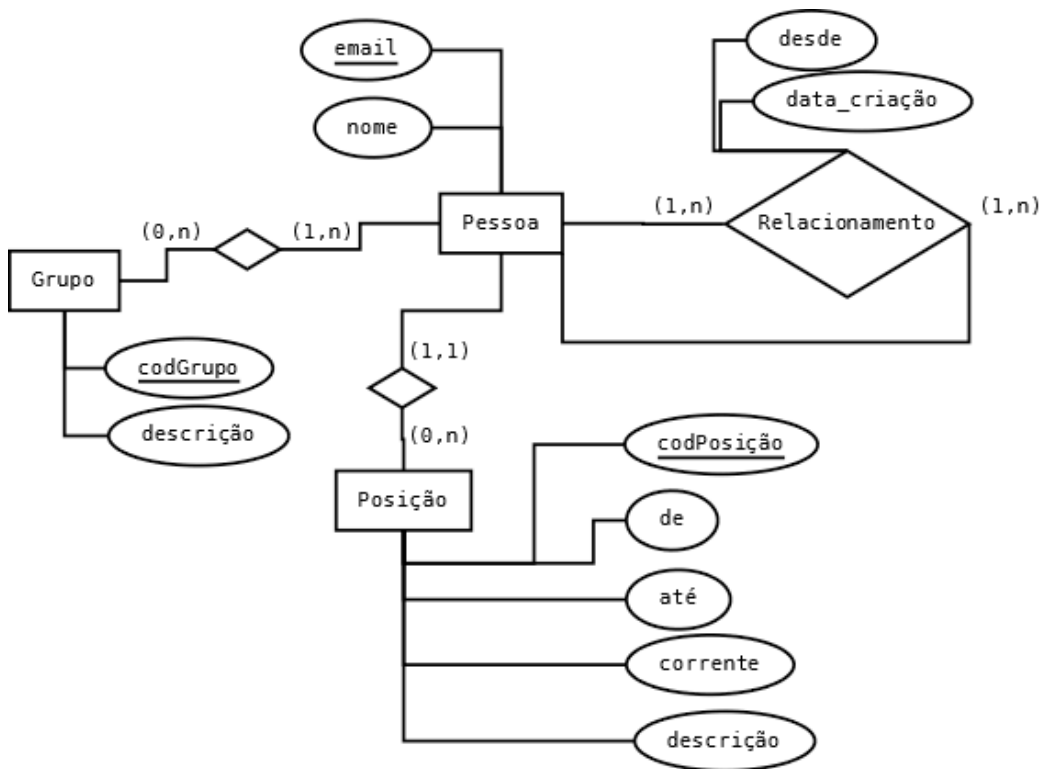 desde
email
data_criação
nome
(1,n)
(1,n)
Pessoa
Relacionamento
(0,n)
(1,n)
Grupo
(1,1)
codGrupo
descrição
(0,n)
codPosição
Posição
de
até
corrente
descrição